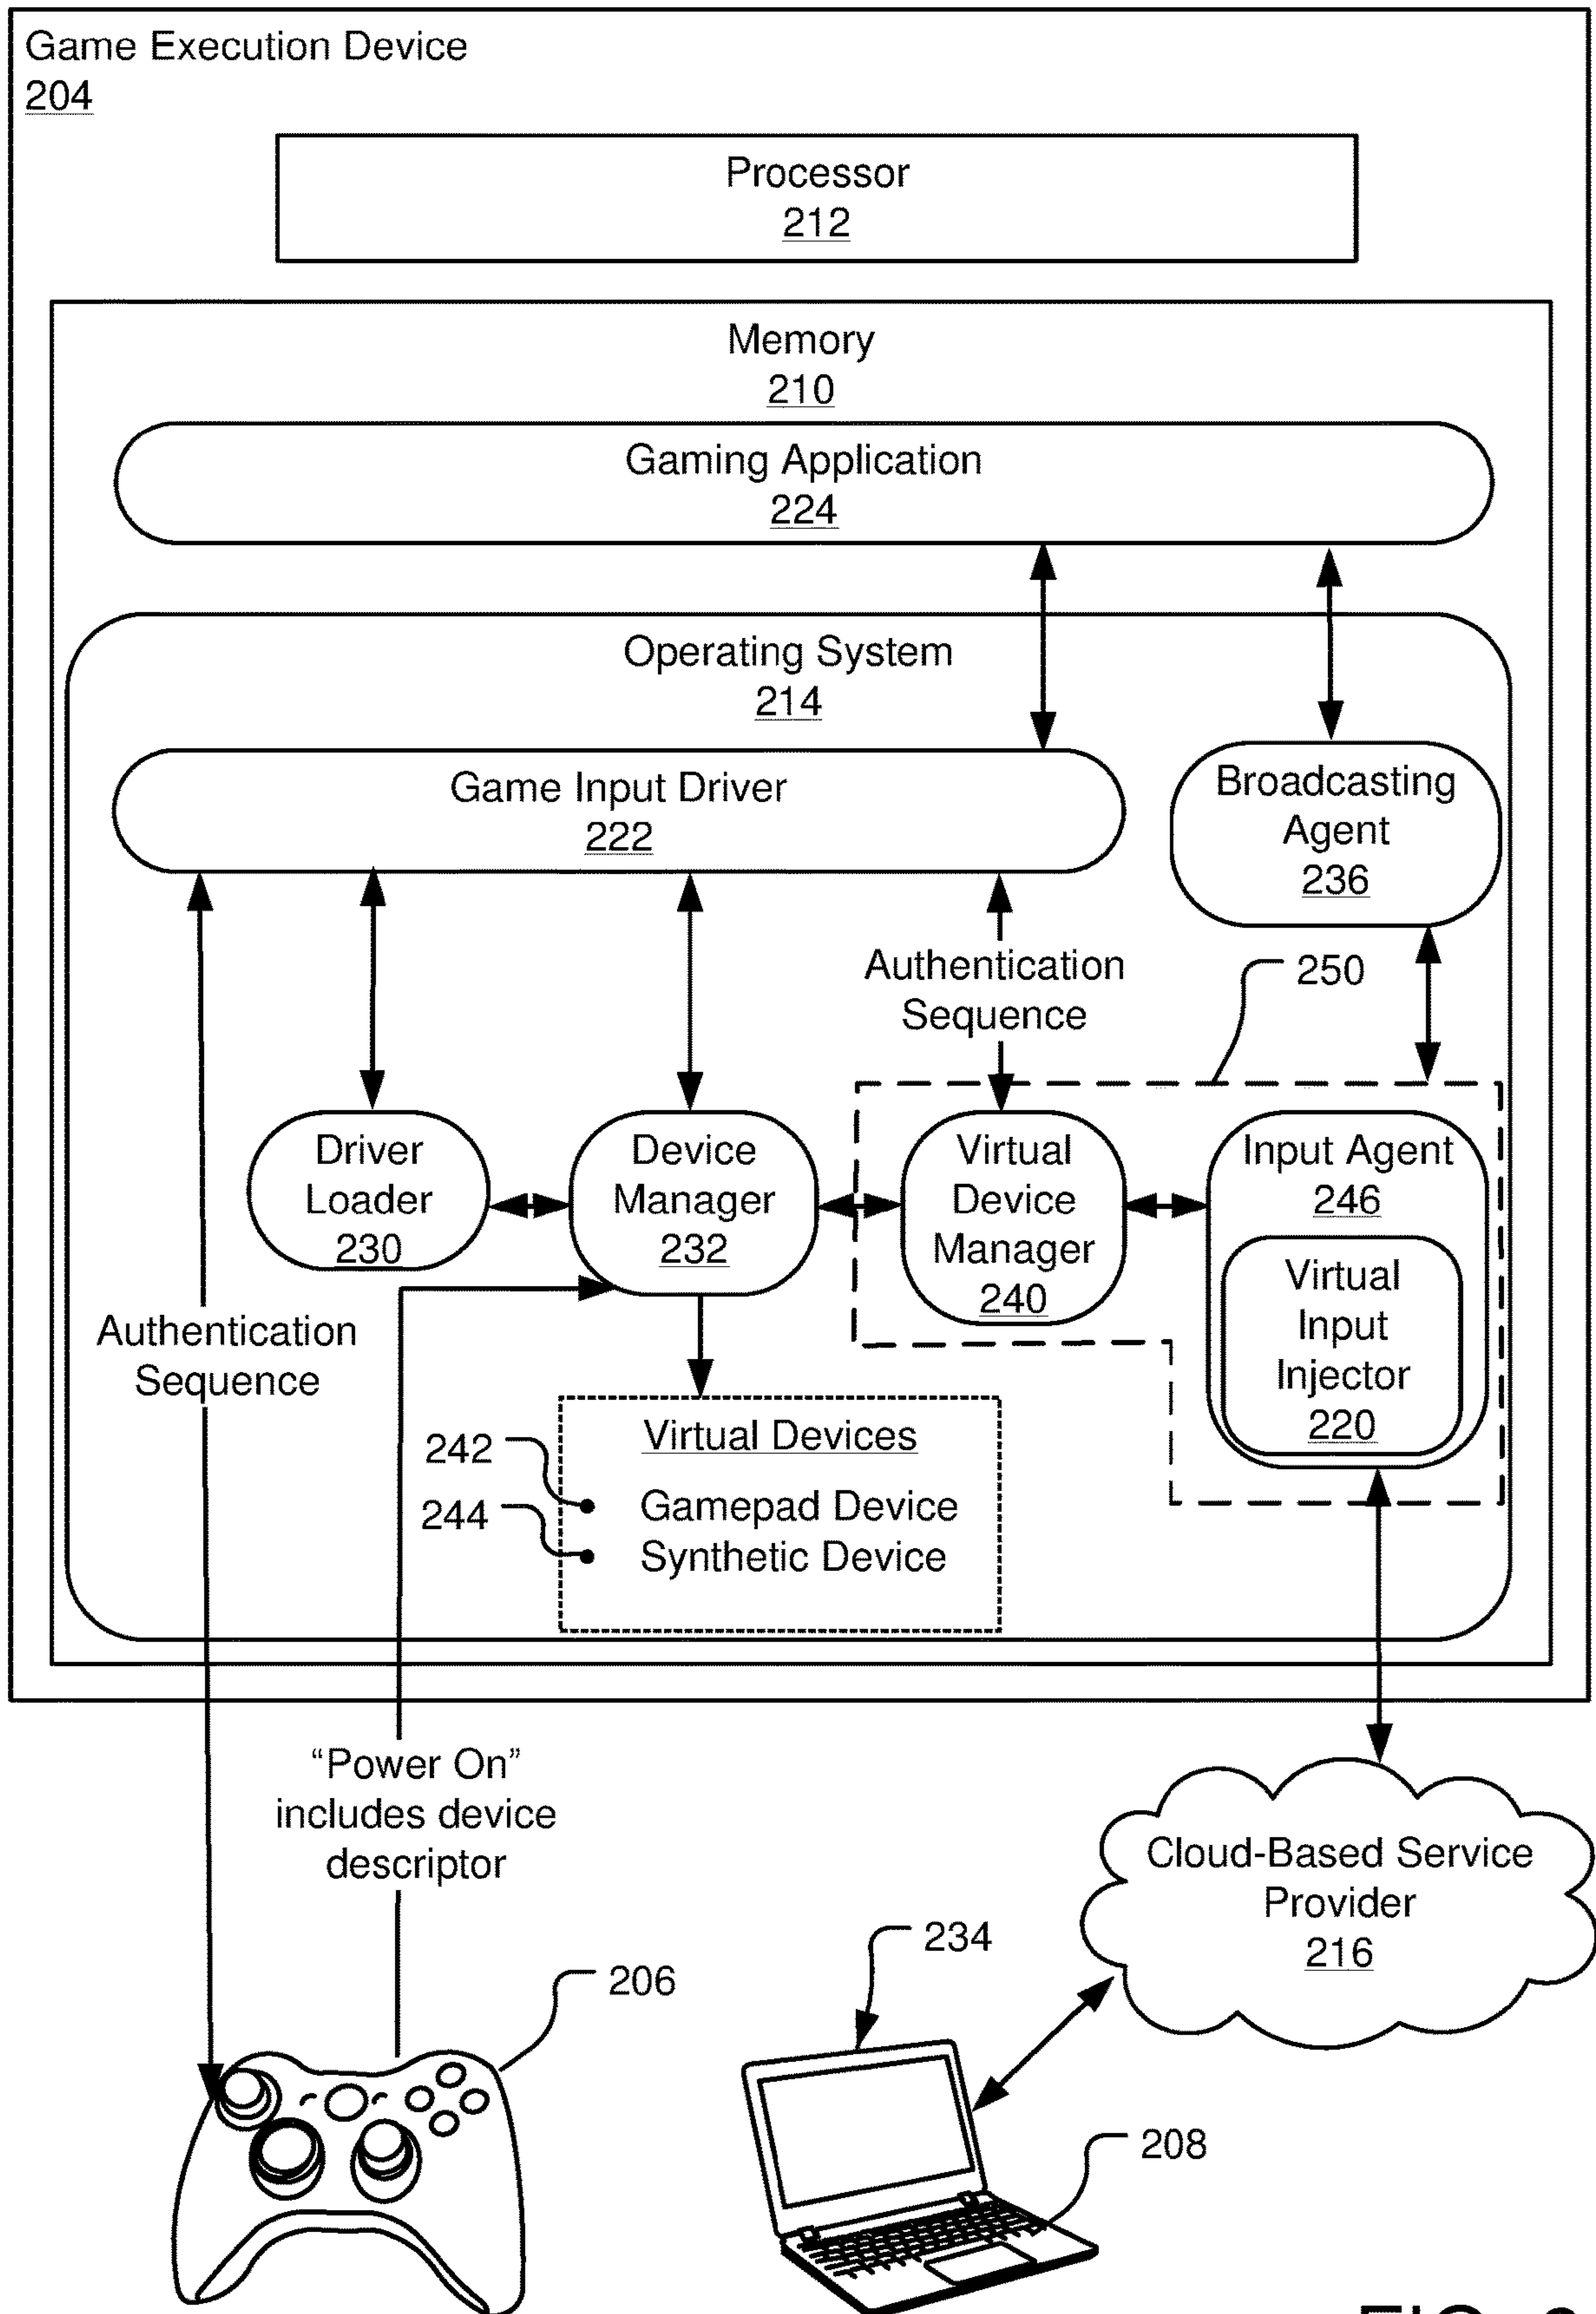 Game Execution Device
204
Processor
212
Memory
210
Gaming Application
224
Operating System
214
Game Input Driver
222
Broadcasting
Agent
236
Authentication
Sequence
250
Driver
Loader
230
Device
Manager
232
Virtual
Device
Manager
240
Input Agent
246
Virtual
Input
Injector
220
Authentication
Sequence
Virtual Devices
242
Gamepad Device
244
Synthetic Device
“Power On”
includes device
descriptor
Cloud-Based Service
Provider
216
234
206
208